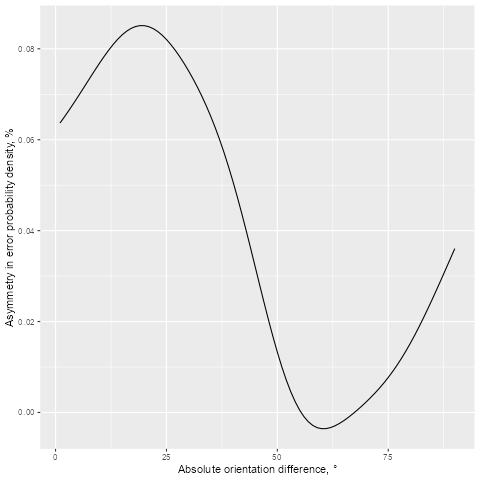 Asymmetry in error probability density, %
0.08
0.06
0.04
0.02
0.00
0 25 50 75
Absolute orientation difference, °